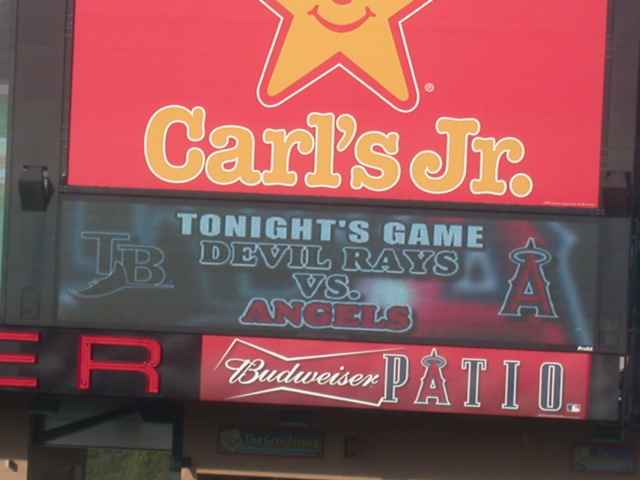 Carl's Jr.
TONIGHT'S GAME
TB
DEVIL RAYS
VS.
ANGELS
A
ER
Budweiser PATIO